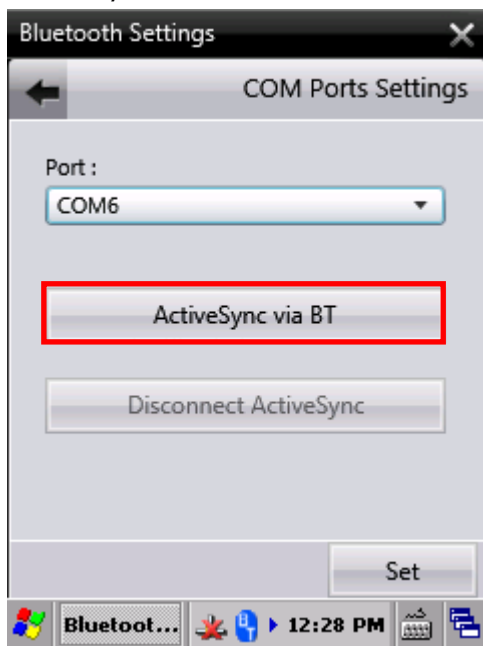 Bluetooth Settings
COM Ports Settings
Port :
COM6
ActiveSync via BT
Disconnect ActiveSync
Set
Bluetoot... 12:28 PM